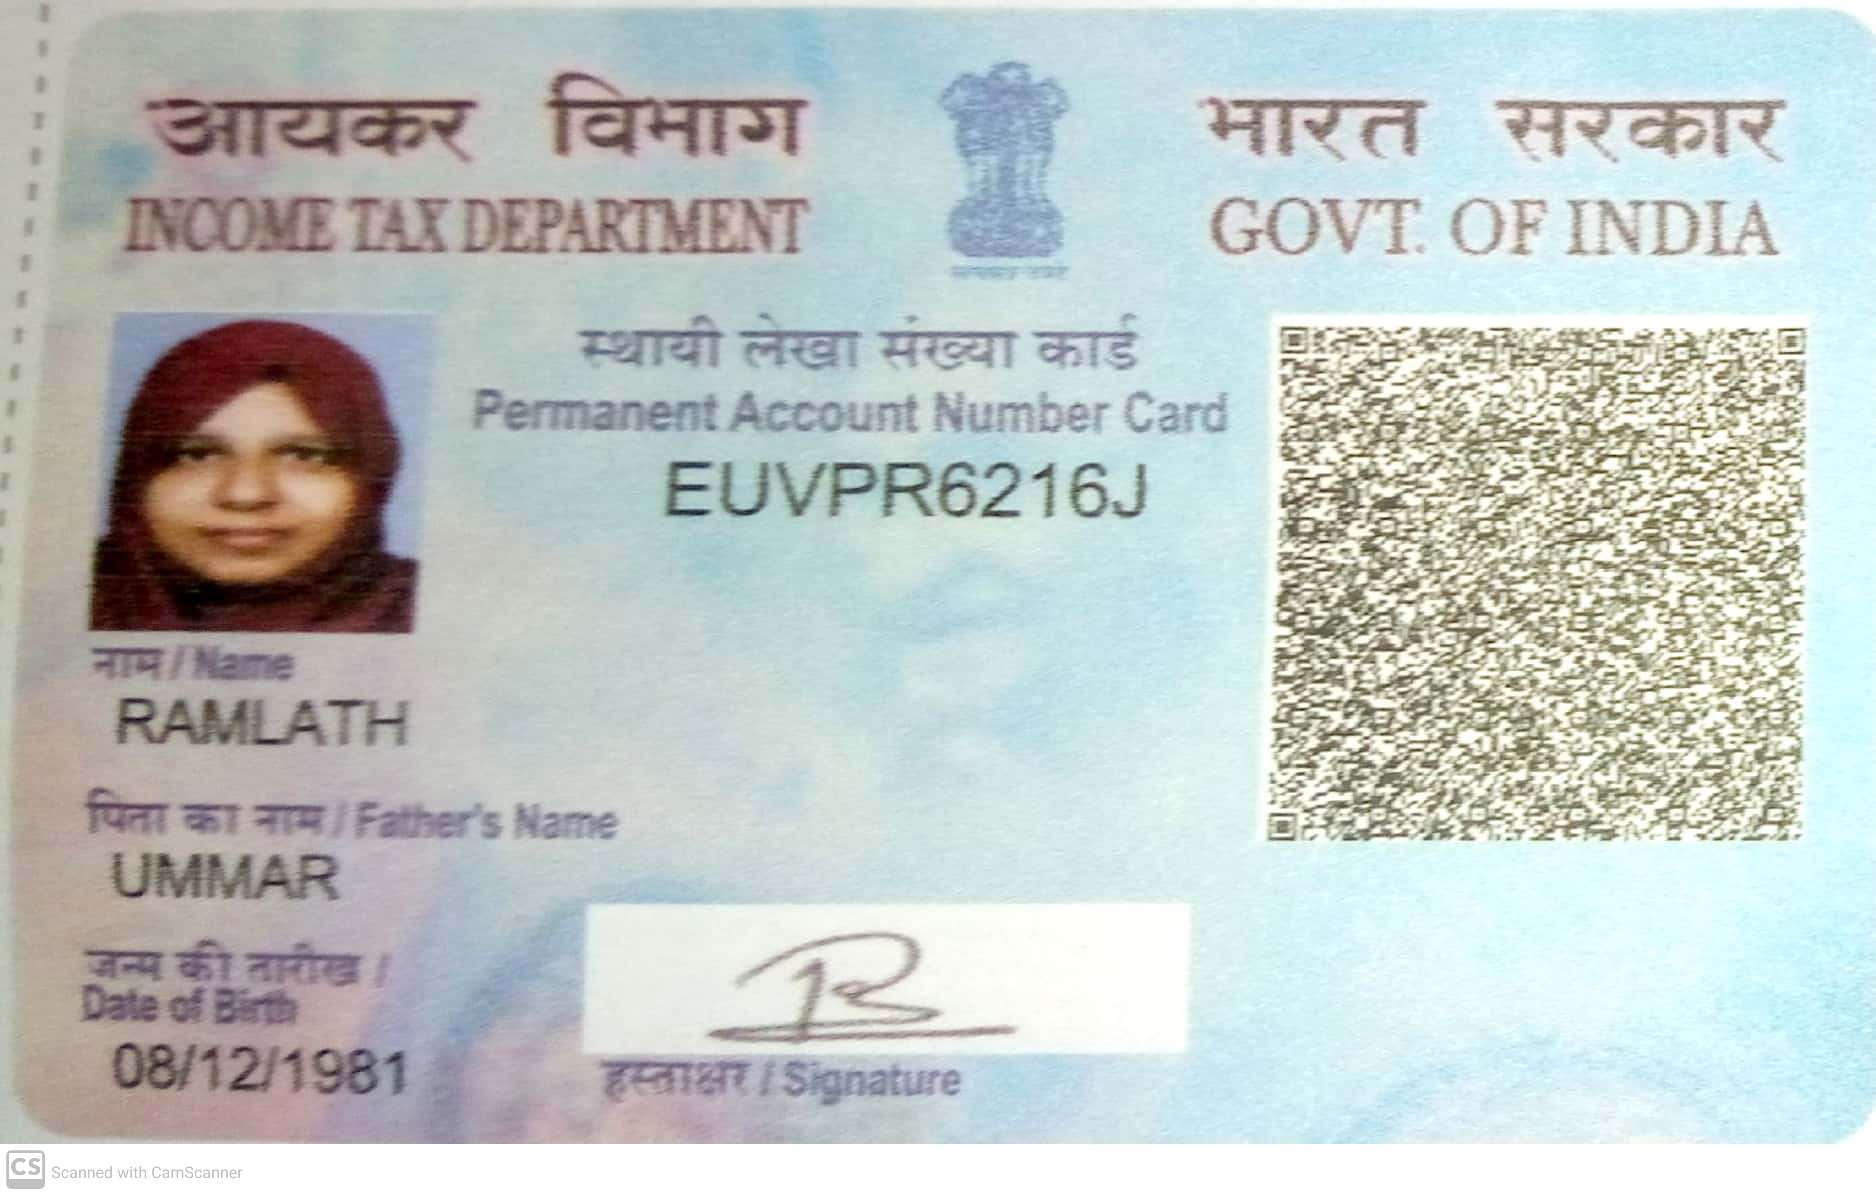 आयकर विभाग
INCOME TAX DEPARTMENT
भारत सरकार
GOVT. OF INDIA
स्थायी लेखा संख्या कार्ड
Permanent Account Number Card
EUVPR6216J
नाम / Name
RAMLATH
पिता का नाम / Father's Name
UMMAR
जन्म की तारीख /
Date of Birth
08/12/1981
हस्ताक्षर / Signature
CS Scanned with CamScanner